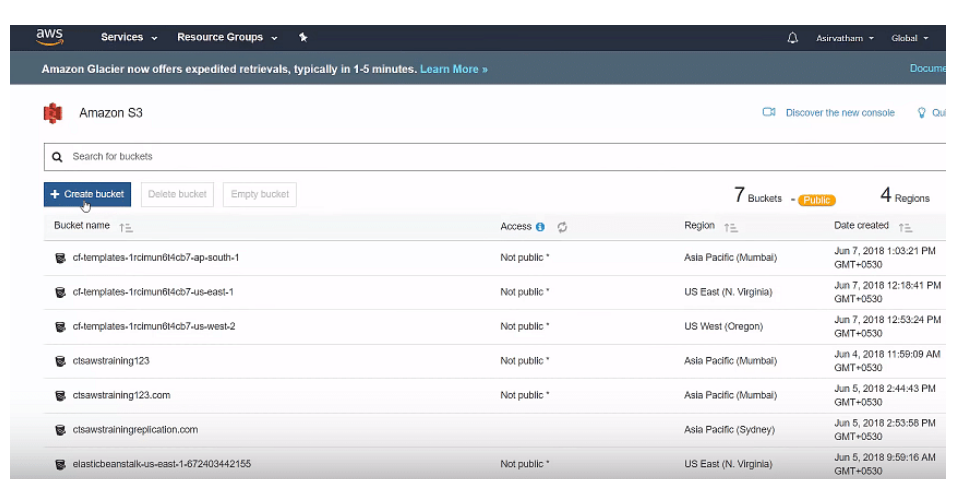 aws Services Resource Groups Asirvatham Global
Amazon Glacier now offers expedited retrievals, typically in 1-5 minutes. Learn More » Docume
Amazon S3 Discover the new console Qui
Search for buckets
+ Create bucket Delete bucket Empty bucket 7 Buckets - Public 4 Regions
Bucket name Access Region Date created
cf-templates-1rcimun6t4cb7-ap-south-1 Not public * Asia Pacific (Mumbai) Jun 7, 2018 1:03:21 PM
GMT+0530
cf-templates-1rcimun6t4cb7-us-east-1 Not public * US East (N. Virginia) Jun 7, 2018 12:18:41 PM
GMT+0530
cf-templates-1rcimun6t4cb7-us-west-2 Not public * US West (Oregon) Jun 7, 2018 12:53:24 PM
GMT+0530
ctsawstraining123 Not public * Asia Pacific (Mumbai) Jun 4, 2018 11:59:09 AM
GMT+0530
ctsawstraining123.com Not public * Asia Pacific (Mumbai) Jun 5, 2018 2:44:43 PM
GMT+0530
ctsawstrainingreplication.com Asia Pacific (Sydney) Jun 5, 2018 2:53:58 PM
GMT+0530
elasticbeanstalk-us-east-1-672403442155 Not public * US East (N. Virginia) Jun 5, 2018 9:59:16 AM
GMT+0530